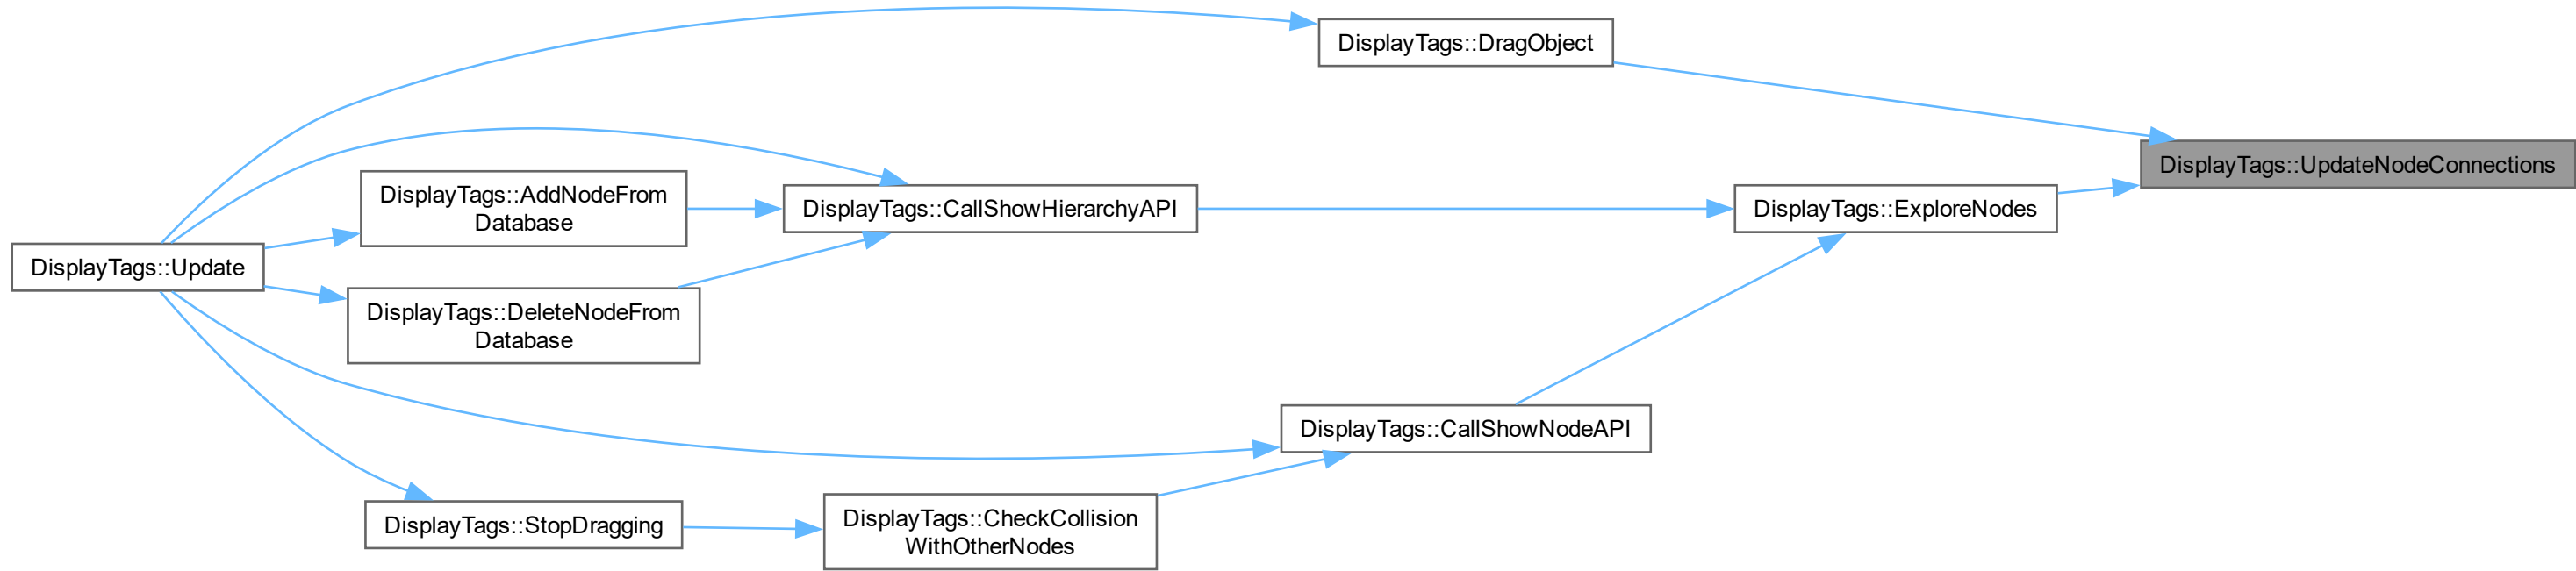 DisplayTags::DragObject
DisplayTags::UpdateNodeConnections
DisplayTags::AddNodeFrom
Database
DisplayTags::CallShowHierarchyAPI
DisplayTags::ExploreNodes
DisplayTags::Update
DisplayTags::DeleteNodeFrom
Database
DisplayTags::CallShowNodeAPI
DisplayTags::StopDragging
DisplayTags::CheckCollision
WithOtherNodes